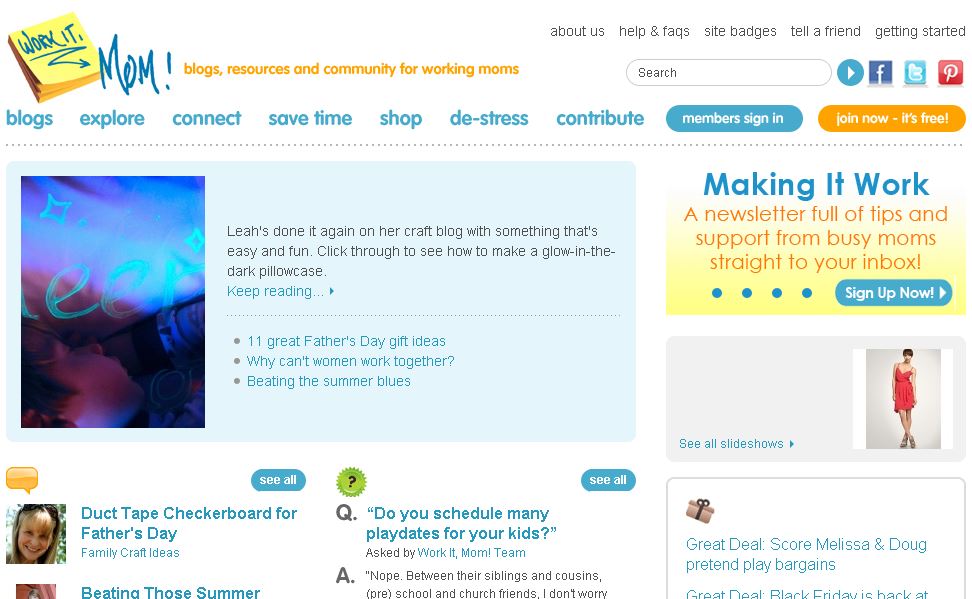 WORK IT, MOM!
blogs, resources and community for working moms
about us help & faqs site badges tell a friend getting started
Search
blogs explore connect save time shop de-stress contribute members sign in join now - it's free!
Leah's done it again on her craft blog with something that's
easy and fun. Click through to see how to make a glow-in-the-
dark pillowcase.
Keep reading...
11 great Father's Day gift ideas
Why can't women work together?
Beating the summer blues
Making It Work
A newsletter full of tips and
support from busy moms
straight to your inbox!
Sign Up Now!
See all slideshows
see all
Duct Tape Checkerboard for
Father's Day
Family Craft Ideas
Beating Those Summer
?
see all
Q. “Do you schedule many
playdates for your kids?”
Asked by Work It, Mom! Team
A. "Nope. Between their siblings and cousins,
(pre) school and church friends, I don't worry
Great Deal: Score Melissa & Doug
pretend play bargains
Great Deal: Black Friday is back at